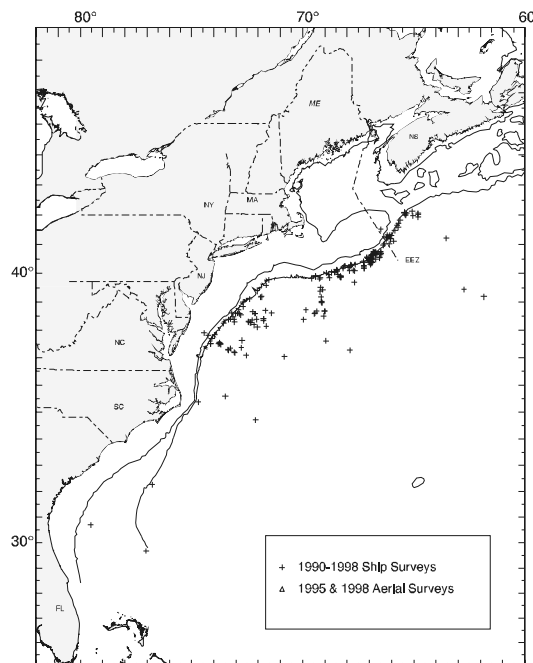 80° 70° 60
ME
NS
NY MA
EEZ
40° NJ
NC
SC
30°
FL
+ 1990-1998 Ship Surveys
△ 1995 & 1998 Aerial Surveys